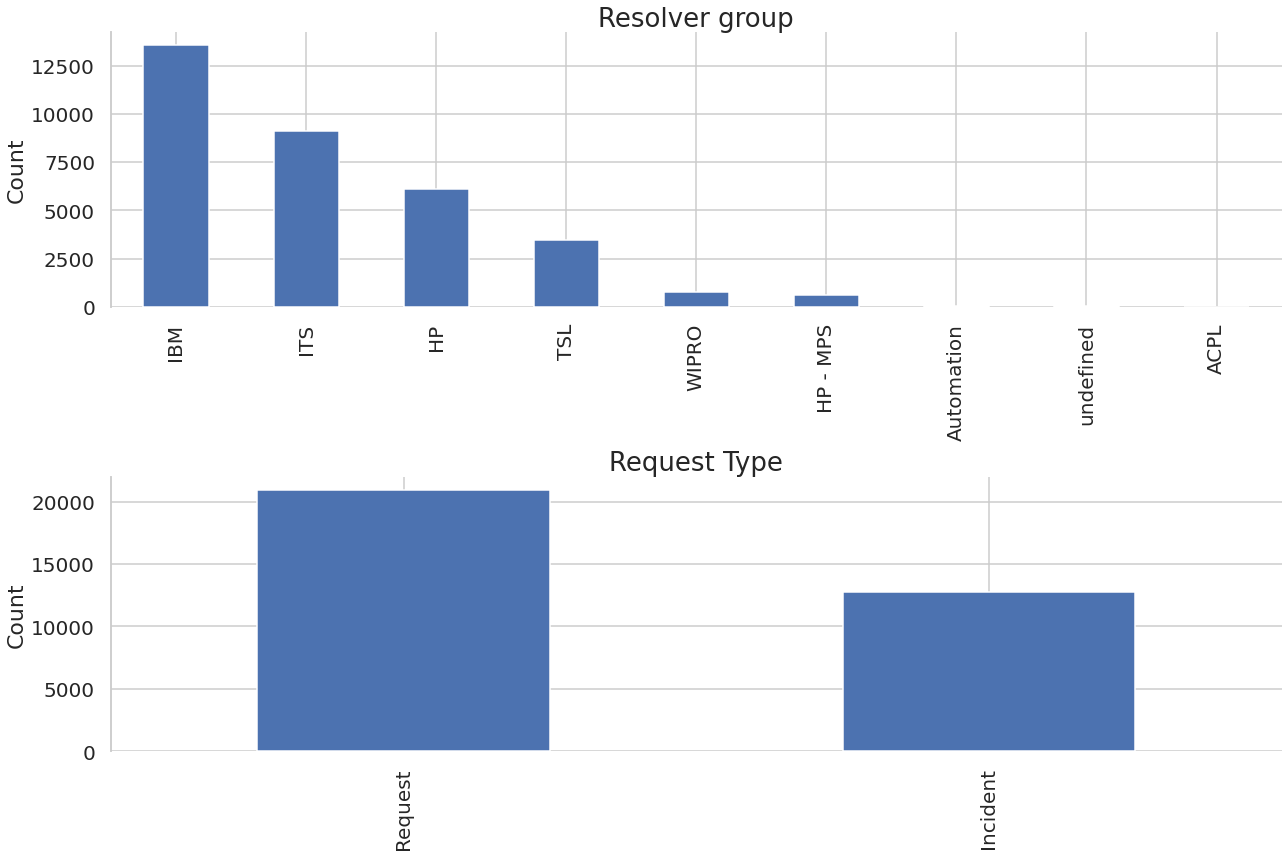 Resolver group
Count
12500
10000
7500
5000
2500
0
IBM
ITS
HP
TSL
WIPRO
HP - MPS
Automation
undefined
ACPL
Request Type
Count
20000
15000
10000
5000
0
Request
Incident